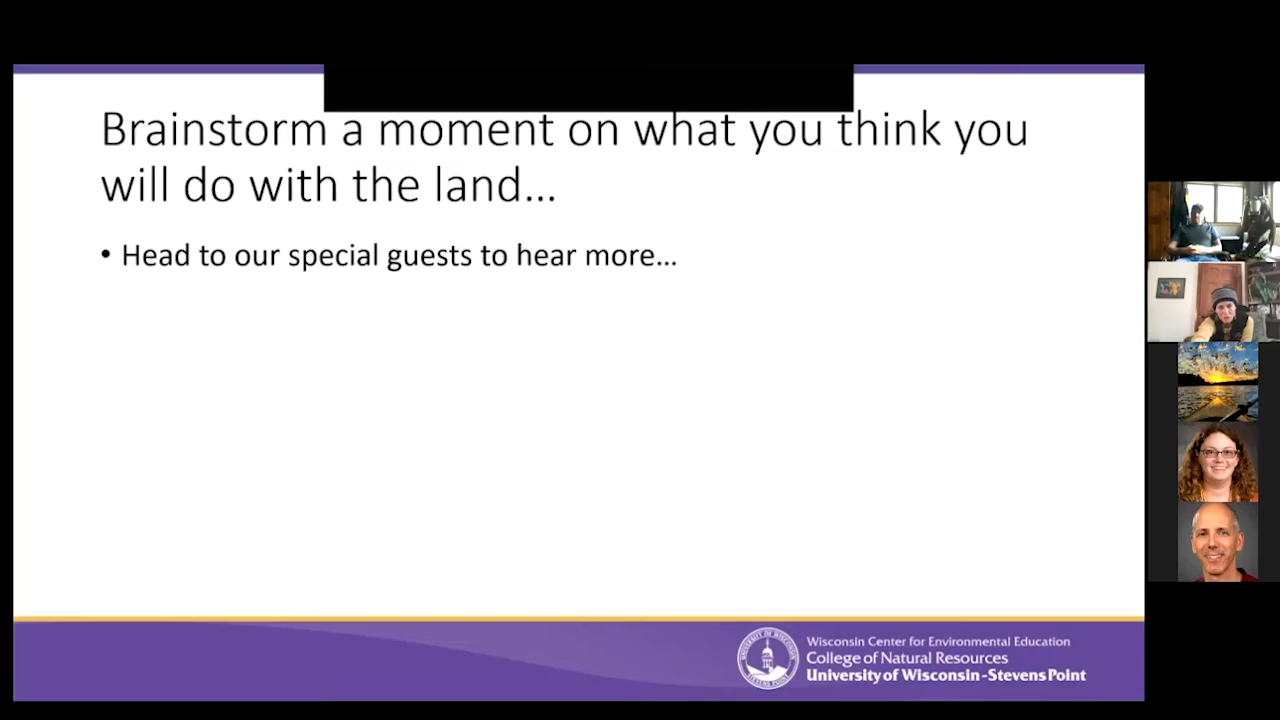 Brainstorm a moment on what you think you
will do with the land...
• Head to our special guests to hear more...
Wisconsin Center for Environmental Education
College of Natural Resources
University of Wisconsin-Stevens Point